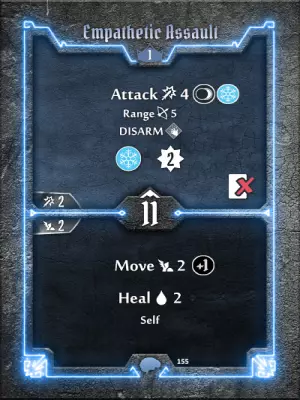 Empathetic Assault
1
Attack 4
Range 5
DISARM
2
2
11
2
Move 2 +1
Heal 2
Self
155